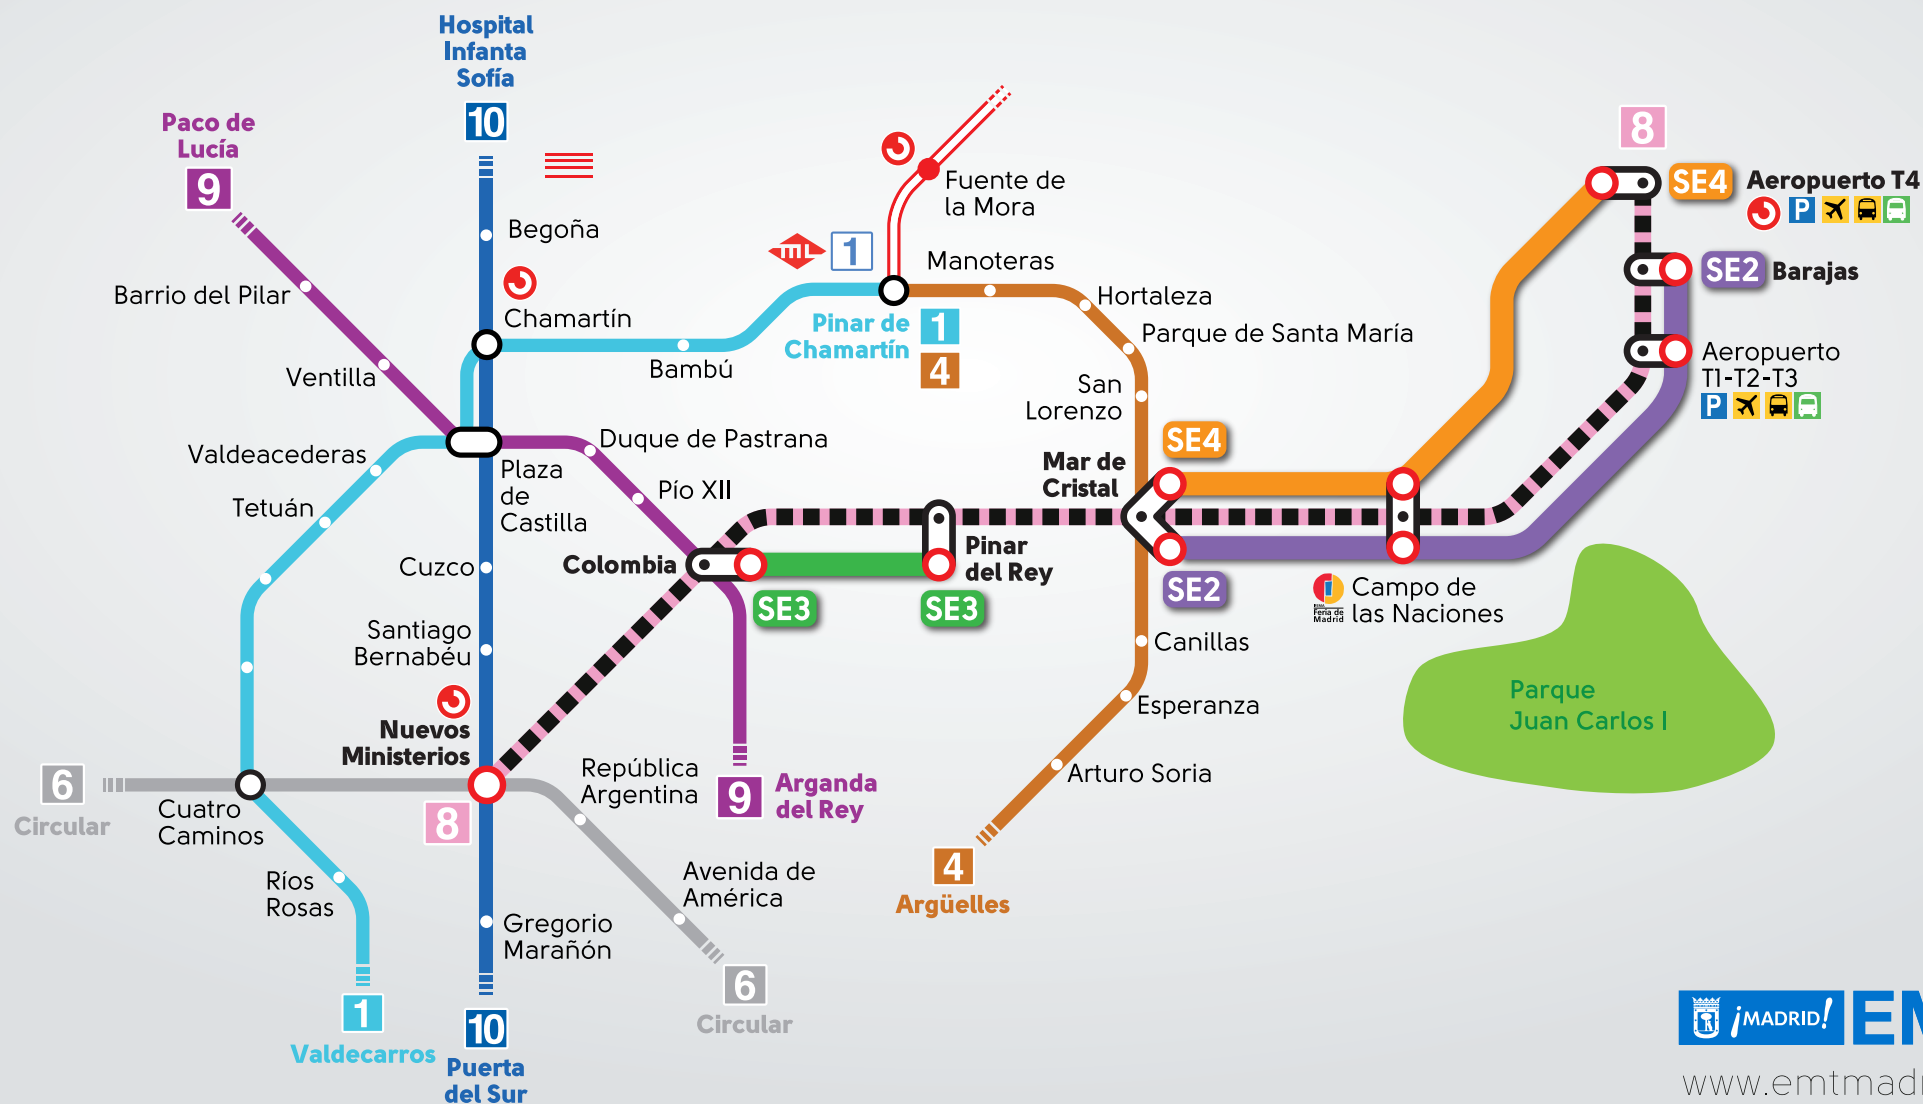 Hospital
Infanta
Sofía
10
Paco de
Lucía
9
8
SE4
Aeropuerto T4
P
Fuente de
la Mora
Begoña
ml
1
Manoteras
SE2
Barajas
Barrio del Pilar
Chamartín
Hortaleza
Pinar de
Chamartín
1
4
Parque de Santa María
Aeropuerto
T1-T2-T3
P
Ventilla
Bambú
San
Lorenzo
Duque de Pastrana
SE4
Valdeacederas
Plaza
de
Castilla
Pío XII
Mar de
Cristal
Tetuán
Cuzco
Colombia
Pinar
del Rey
SE3
SE3
SE2
Feria de
Madrid
Campo de
las Naciones
Santiago
Bernabéu
Canillas
Parque
Juan Carlos I
Esperanza
Nuevos
Ministerios
República
Argentina
Arturo Soria
6
Circular
Cuatro
Caminos
8
9
Arganda
del Rey
Ríos
Rosas
Avenida de
América
4
Argüelles
Gregorio
Marañón
6
Circular
1
Valdecarros
10
Puerta
del Sur
¡MADRID!
EM
www.emtmad